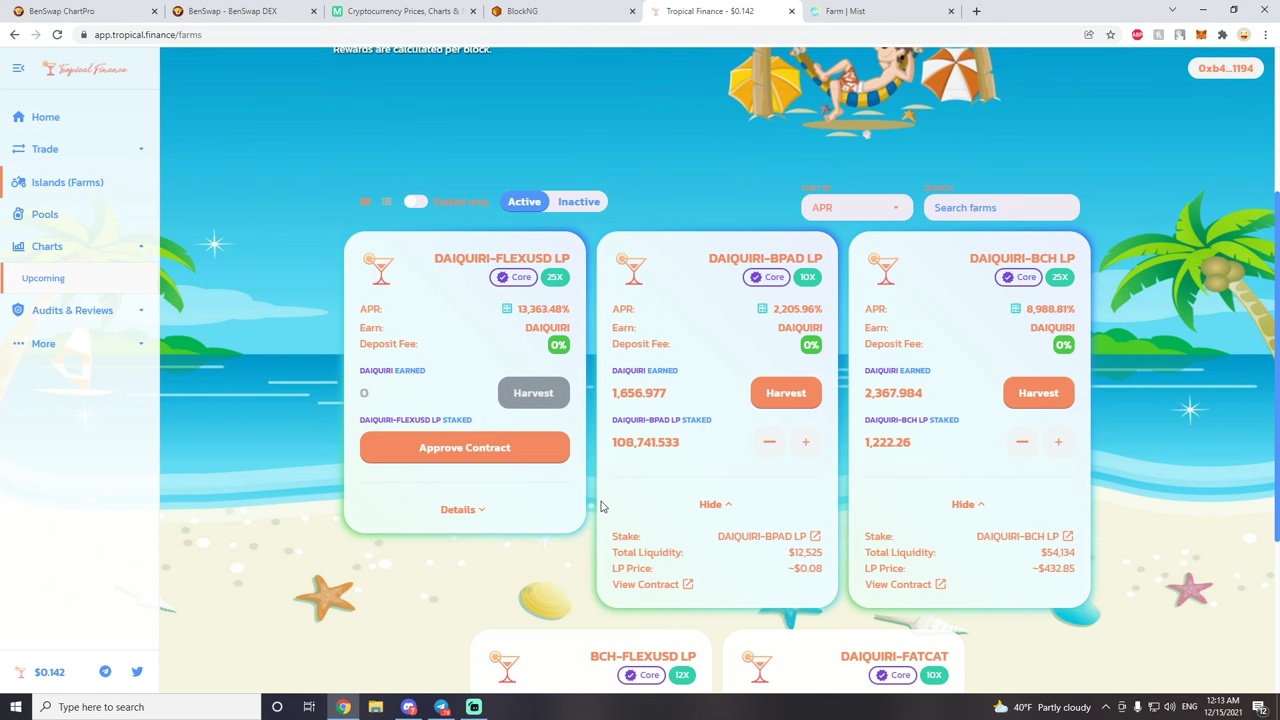 BenSwap ChartPro
BenSwap - BenSwap DEX
Cryptocurrency Prices, Charts &
BlockNG
Tropical Finance - $0.142
Farm | Mist
app.tropical.finance/farms
Rewards are calculated per block.
Tropical Finance
0xb4...1194
Home
Trade
Islands (Farms)
Pools
Charts
Upcoming
Audits & Reviews
More
$0.142
Staked only
Active
Inactive
SORT BY
APR
SEARCH
Search farms
DAIQUIRI-FLEXUSD LP
Core
25X
APR:
13,363.48%
Earn:
DAIQUIRI
Deposit Fee:
0%
DAIQUIRI EARNED
0
Harvest
DAIQUIRI-FLEXUSD LP STAKED
Approve Contract
Details
DAIQUIRI-BPAD LP
Core
10X
APR:
2,205.96%
Earn:
DAIQUIRI
Deposit Fee:
0%
DAIQUIRI EARNED
1,656.977
Harvest
DAIQUIRI-BPAD LP STAKED
108,741.533
Hide
Stake:
DAIQUIRI-BPAD LP
Total Liquidity:
$12,525
LP Price:
~$0.08
View Contract
DAIQUIRI-BCH LP
Core
25X
APR:
8,988.81%
Earn:
DAIQUIRI
Deposit Fee:
0%
DAIQUIRI EARNED
2,367.984
Harvest
DAIQUIRI-BCH LP STAKED
1,222.26
Hide
Stake:
DAIQUIRI-BCH LP
Total Liquidity:
$54,134
LP Price:
~$432.85
View Contract
BCH-FLEXUSD LP
Core
12X
DAIQUIRI-FATCAT
Core
10X
Type here to search
40°F Partly cloudy
12:13 AM
12/15/2021